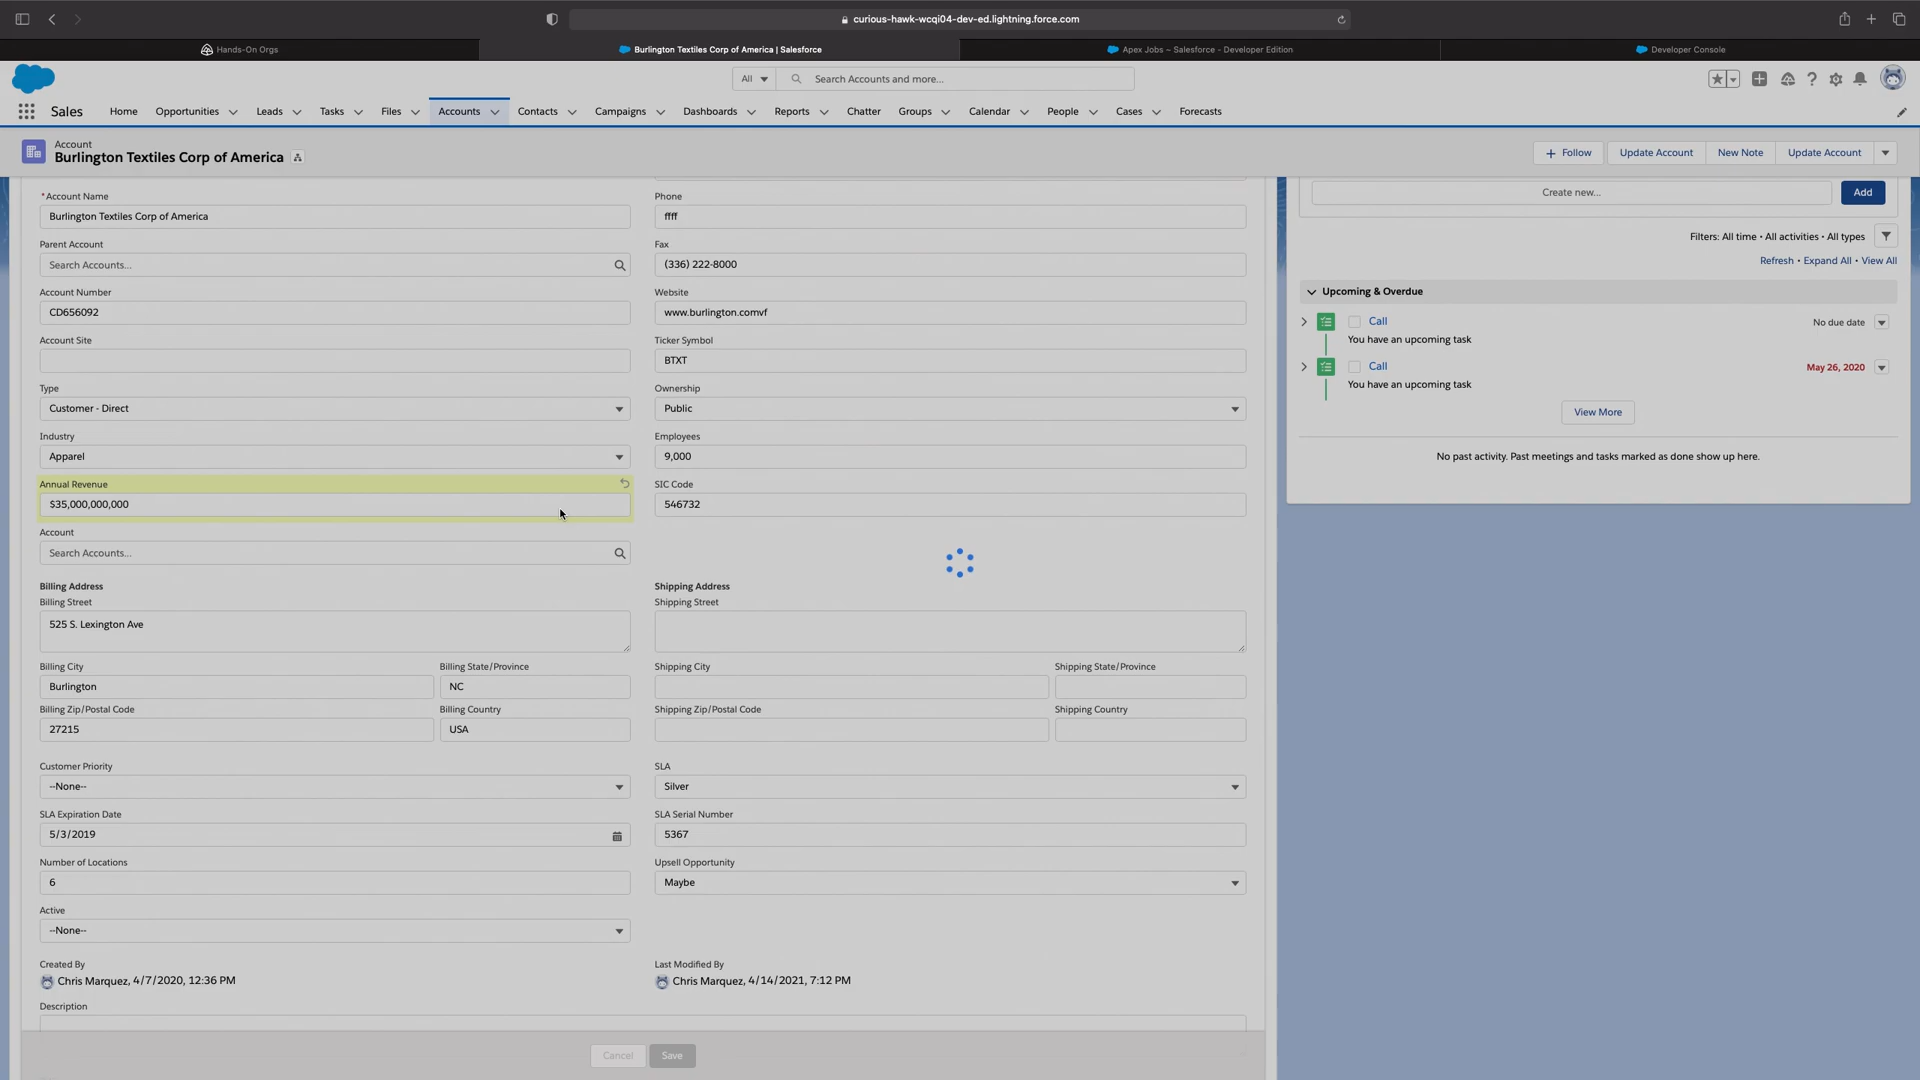 curious-hawk-wcqi04-dev-ed.lightning.force.com
Hands-On Orgs
Burlington Textiles Corp of America | Salesforce
Apex Jobs ~ Salesforce - Developer Edition
Developer Console
All
Search Accounts and more...
Sales
Home
Opportunities
Leads
Tasks
Files
Accounts
Contacts
Campaigns
Dashboards
Reports
Chatter
Groups
Calendar
People
Cases
Forecasts
Account
Burlington Textiles Corp of America
+ Follow
Update Account
New Note
Update Account
*Account Name
Burlington Textiles Corp of America
Phone
ffff
Parent Account
Search Accounts...
Fax
(336) 222-8000
Account Number
CD656092
Website
www.burlington.comvf
Account Site
Ticker Symbol
BTXT
Type
Customer - Direct
Ownership
Public
Industry
Apparel
Employees
9,000
Annual Revenue
$35,000,000,000
SIC Code
546732
Account
Search Accounts...
Billing Address
Billing Street
525 S. Lexington Ave
Shipping Address
Shipping Street
Billing City
Burlington
Billing State/Province
NC
Shipping City
Shipping State/Province
Billing Zip/Postal Code
27215
Billing Country
USA
Shipping Zip/Postal Code
Shipping Country
Customer Priority
--None--
SLA
Silver
SLA Expiration Date
5/3/2019
SLA Serial Number
5367
Number of Locations
6
Upsell Opportunity
Maybe
Active
--None--
Created By
Chris Marquez, 4/7/2020, 12:36 PM
Last Modified By
Chris Marquez, 4/14/2021, 7:12 PM
Description
Cancel
Save
Create new...
Add
Filters: All time • All activities • All types
Refresh • Expand All • View All
Upcoming & Overdue
Call
No due date
You have an upcoming task
Call
May 26, 2020
You have an upcoming task
View More
No past activity. Past meetings and tasks marked as done show up here.